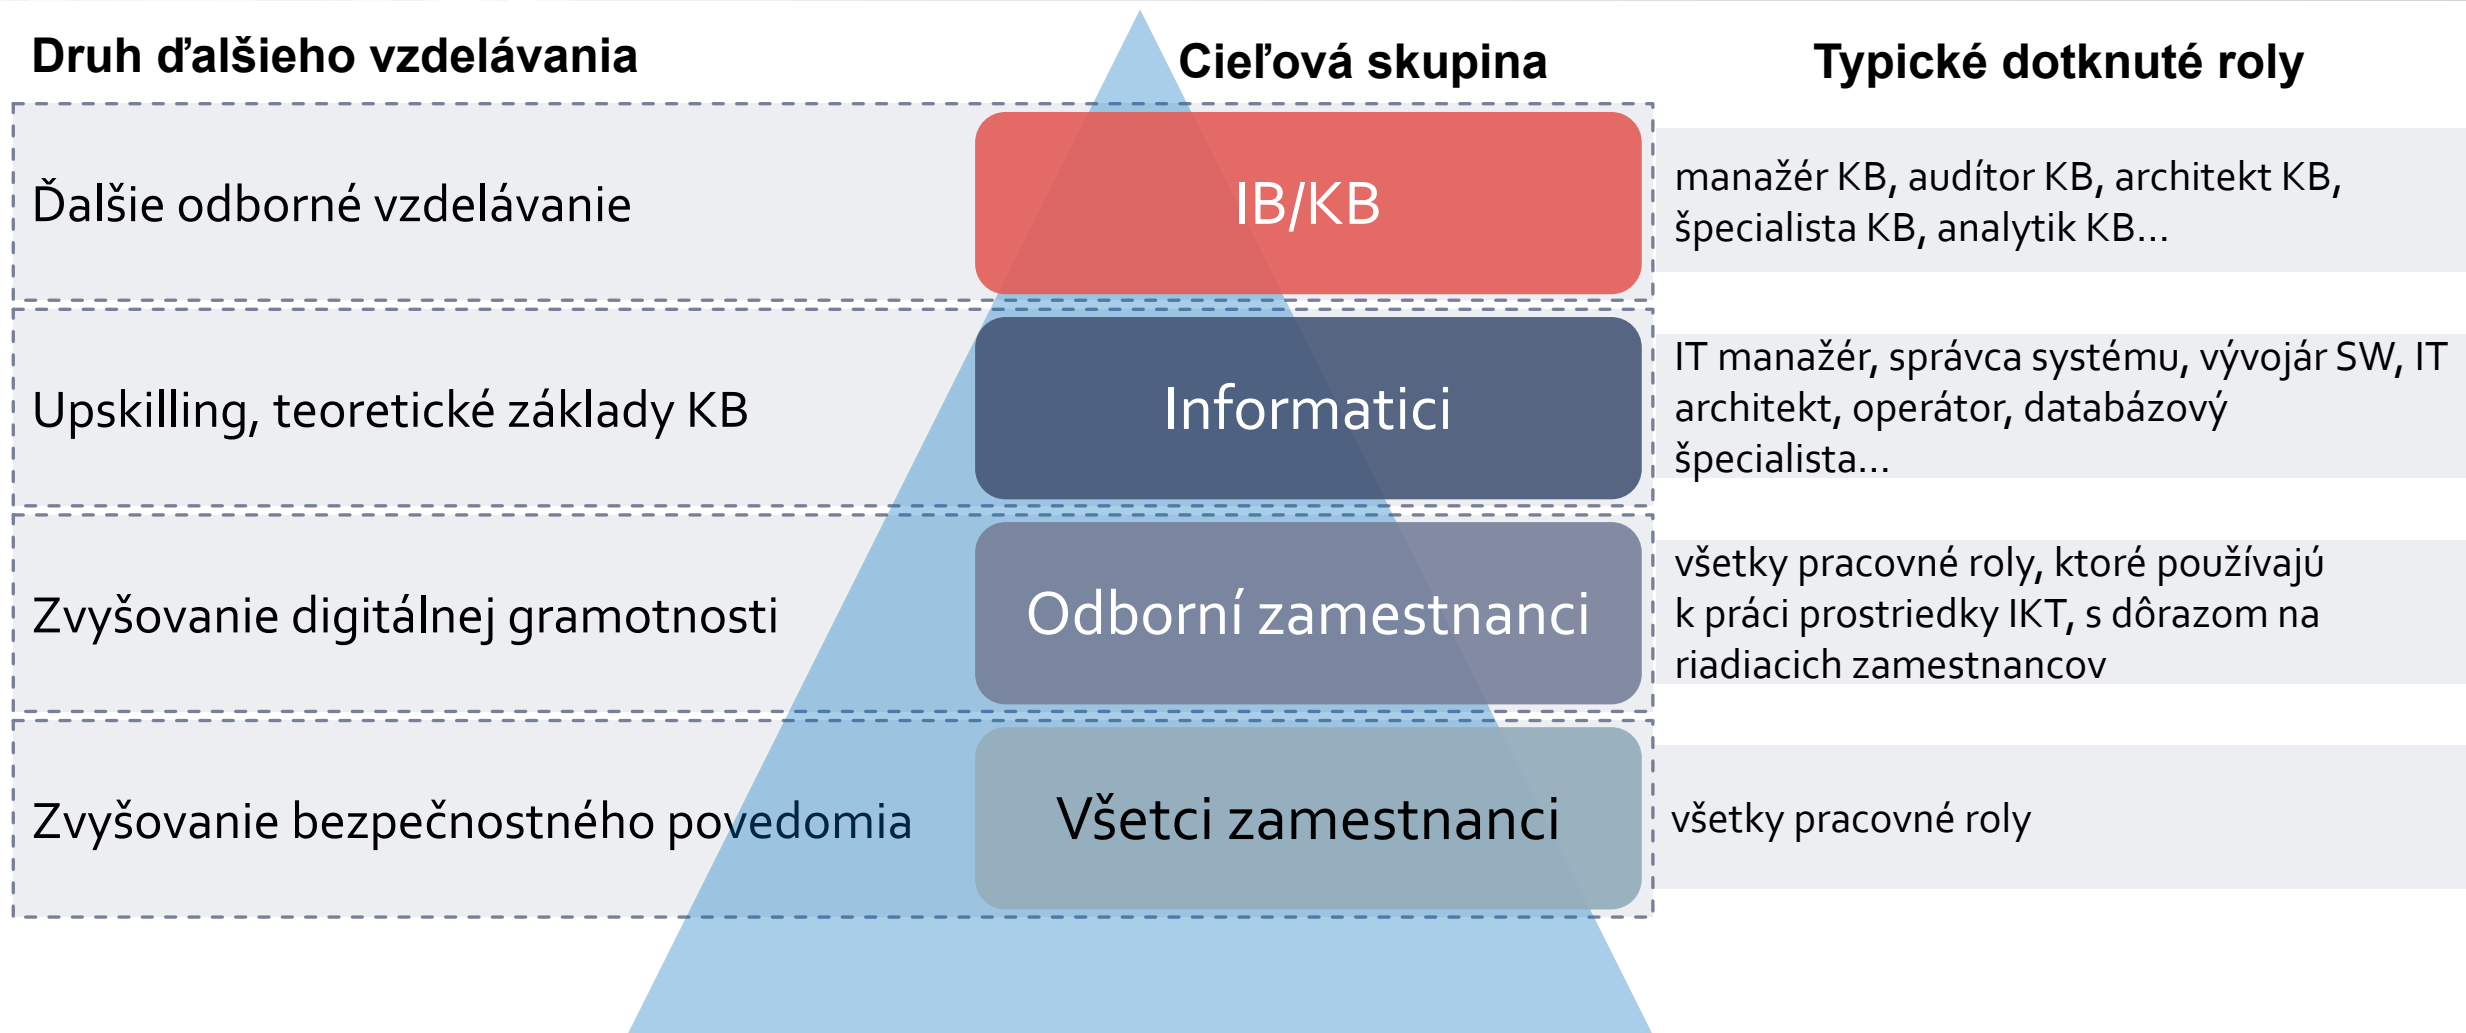 Druh ďalšieho vzdelávania
Cieľová skupina
Typické dotknuté roly
Ďalšie odborné vzdelávanie
IB/KB
manažér KB, audítor KB, architekt KB,
špecialista KB, analytik KB...
Upskilling, teoretické základy KB
Informatici
IT manažér, správca systému, vývojár SW, IT
architekt, operátor, databázový
špecialista...
Zvyšovanie digitálnej gramotnosti
Odborní zamestnanci
všetky pracovné roly, ktoré používajú
k práci prostriedky IKT, s dôrazom na
riadiacich zamestnancov
Zvyšovanie bezpečnostného povedomia
Všetci zamestnanci
všetky pracovné roly